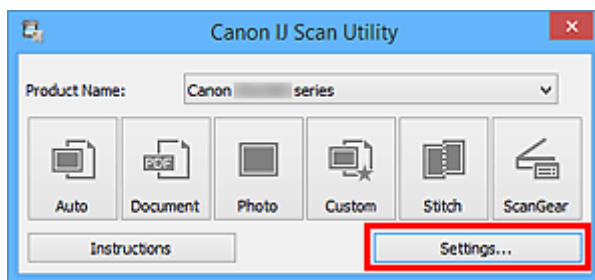 Canon IJ Scan Utility
Product Name: Canon series
PDF
Auto Document Photo Custom Stitch ScanGear
Instructions Settings...